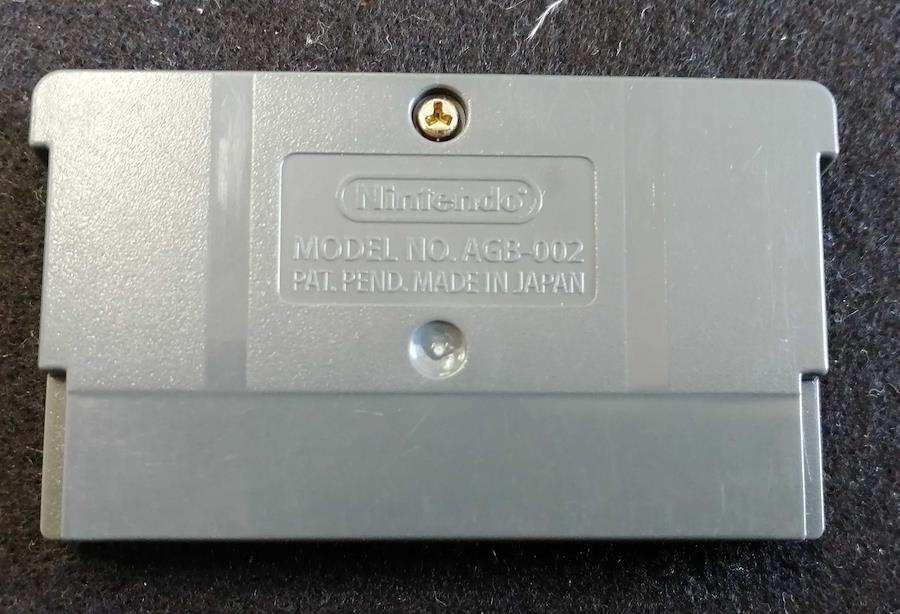 Nintendo®
MODEL NO. AGB-002
PAT. PEND. MADE IN JAPAN